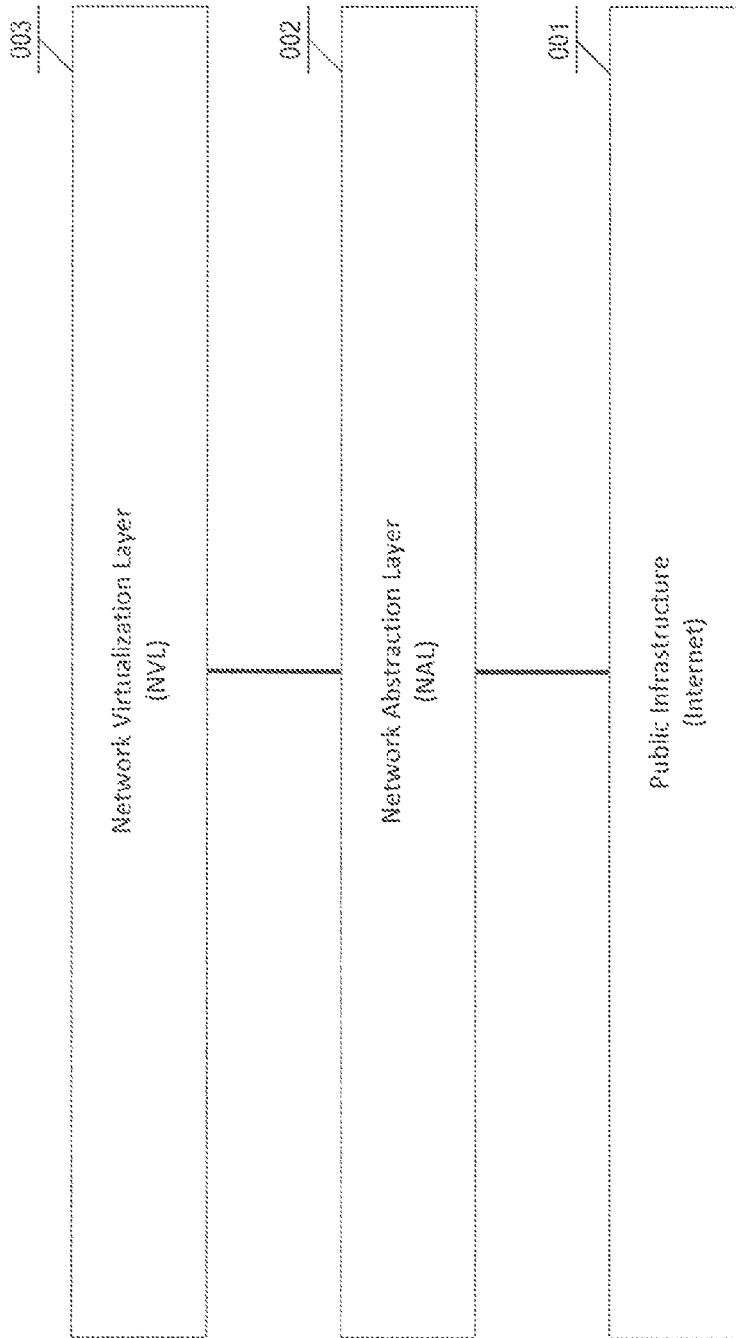 003
Network Virtualization Layer
(NVL)
002
Network Abstraction Layer
(NAL)
001
Public Infrastructure
(Internet)